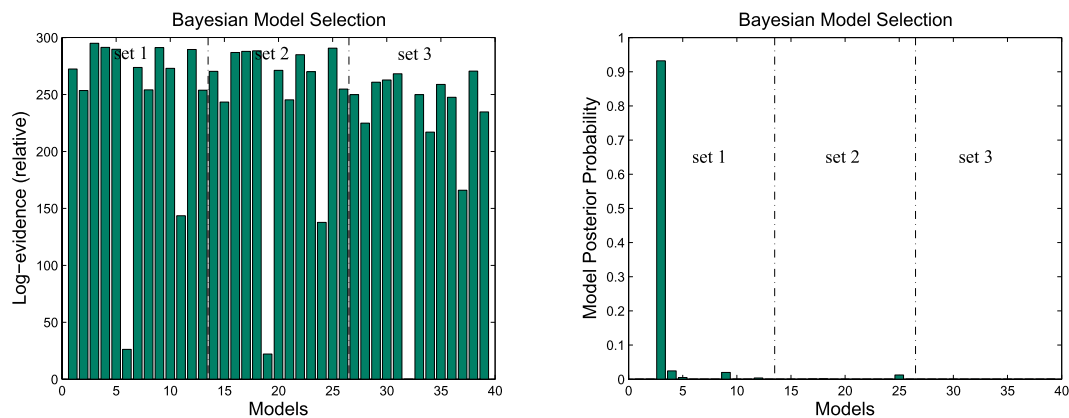 Bayesian Model Selection
Log−evidence (relative)
300
250
200
150
100
50
0
set 1
set 2
set 3
0 5 10 15 20 25 30 35 40
Models
Bayesian Model Selection
Model Posterior Probability
1
0.9
0.8
0.7
0.6
0.5
0.4
0.3
0.2
0.1
0
set 1
set 2
set 3
0 5 10 15 20 25 30 35 40
Models